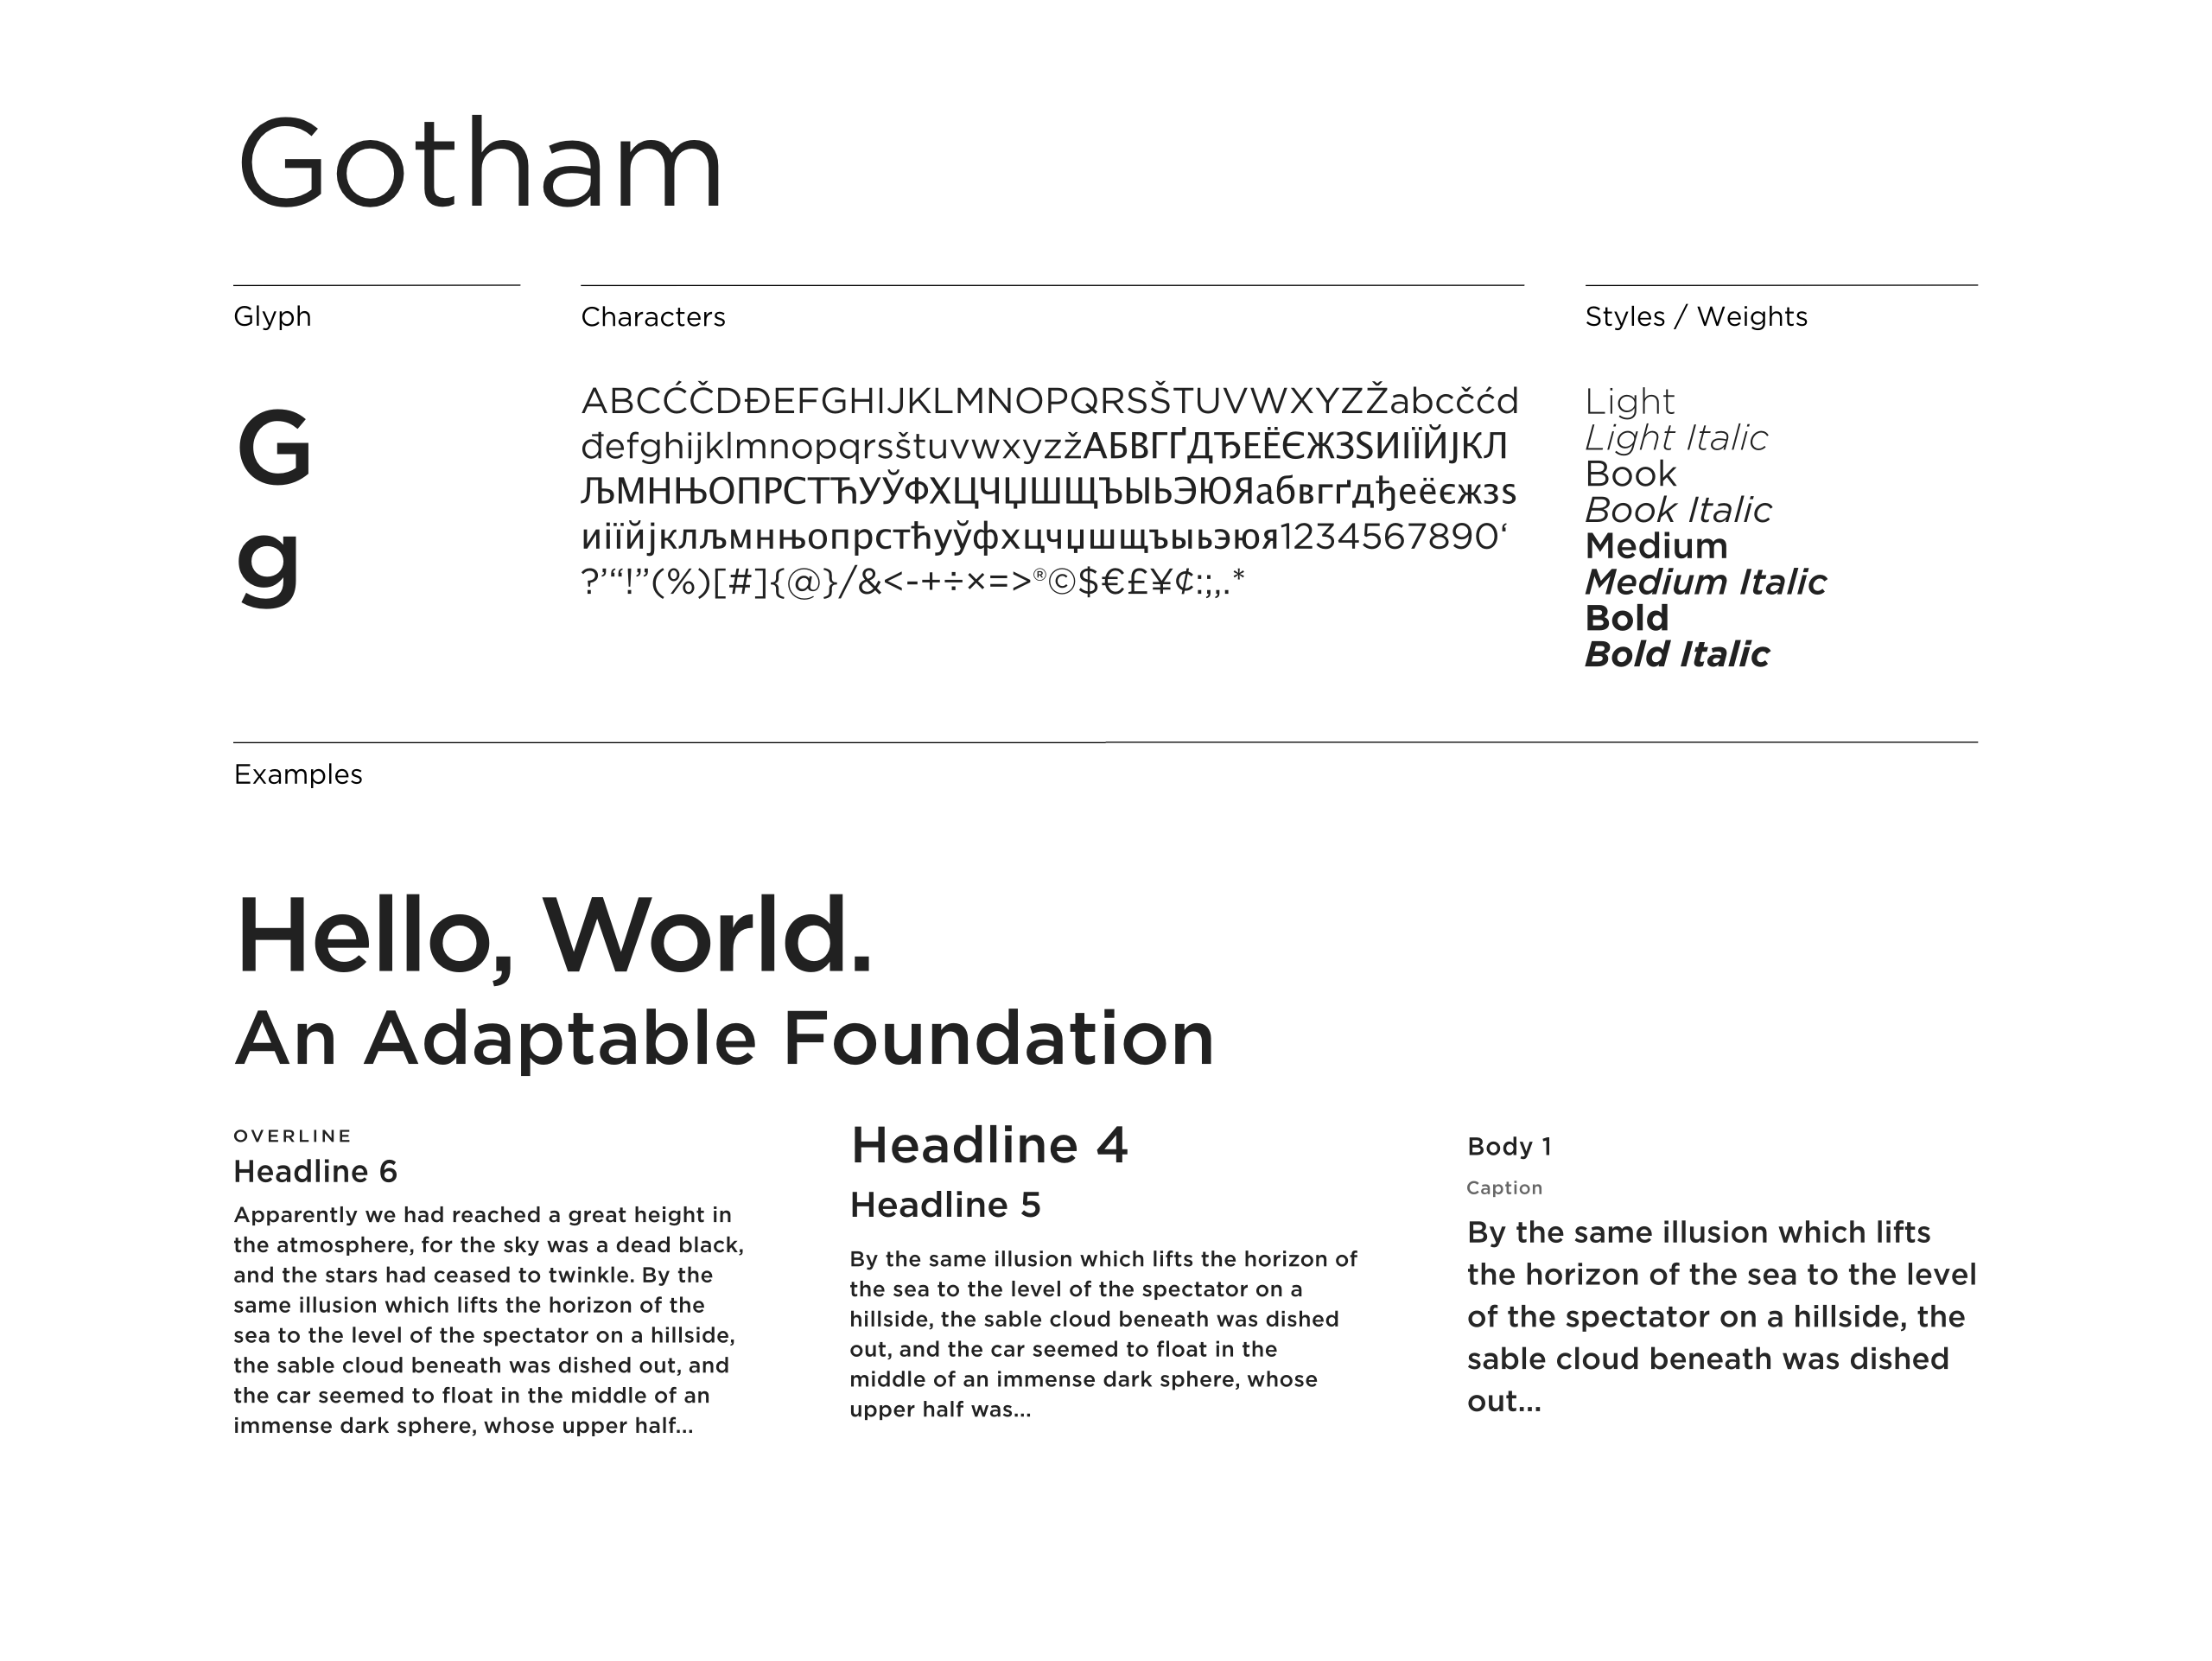 Gotham
Glyph
Characters
Styles / Weights
G
g
ABCĆČDĐEFGHIJKLMNOPQRSŠTUVWXYZŽabcčćd
đefghijklmnopqrsštuvwxyzžАБВГҐДЂЕЁЄЖЗЅИІЇЙЈКЛ
ЉМНЊОПРСТЋУЎФХЦЧЏШЩЪЫЬЭЮЯабвгґдђеёєжзѕ
иіїйјклљмнњопрстћуўфхцчџшщъыьэюя1234567890‘
?’“!”(%)[#]{@}/&<-+÷×=>®©$€£¥¢:;,.*
Light
Light Italic
Book
Book Italic
Medium
Medium Italic
Bold
Bold Italic
Examples
Hello, World.
An Adaptable Foundation
OVERLINE
Headline 6
Apparently we had reached a great height in
the atmosphere, for the sky was a dead black,
and the stars had ceased to twinkle. By the
same illusion which lifts the horizon of the
sea to the level of the spectator on a hillside,
the sable cloud beneath was dished out, and
the car seemed to float in the middle of an
immense dark sphere, whose upper half...
Headline 4
Headline 5
By the same illusion which lifts the horizon of
the sea to the level of the spectator on a
hillside, the sable cloud beneath was dished
out, and the car seemed to float in the
middle of an immense dark sphere, whose
upper half was...
Body 1
Caption
By the same illusion which lifts
the horizon of the sea to the level
of the spectator on a hillside, the
sable cloud beneath was dished
out...